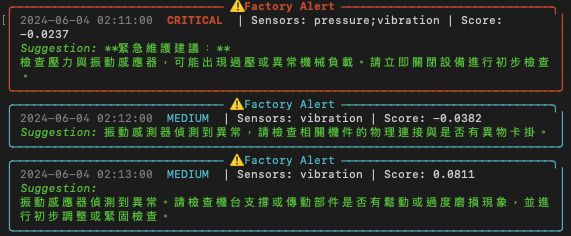 ⚠️Factory Alert
2024-06-04 02:11:00 CRITICAL | Sensors: pressure;vibration | Score:
-0.0237
Suggestion: **緊急維護建議：**
檢查壓力與振動感應器，可能出現過壓或異常機械負載。請立即關閉設備進行初步檢查
。
⚠️Factory Alert
2024-06-04 02:12:00 MEDIUM | Sensors: vibration | Score: -0.0382
Suggestion: 振動感測器偵測到異常，請檢查相關機件的物理連接與是否有異物卡掛。
⚠️Factory Alert
2024-06-04 02:13:00 MEDIUM | Sensors: vibration | Score: 0.0811
Suggestion:
振動感應器偵測到異常。請檢查機台支撐或傳動部件是否有鬆動或過度磨損現象，並進
行初步調整或緊固檢查。